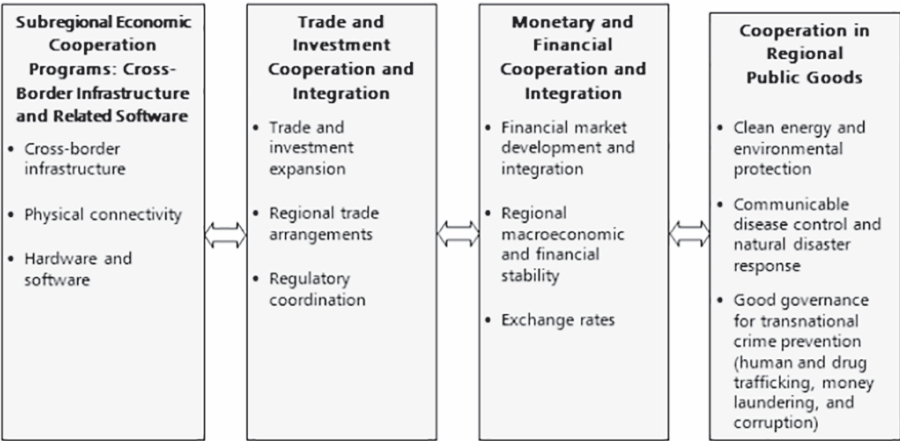 Subregional Economic
Cooperation
Programs: Cross-
Border Infrastructure
and Related Software
• Cross-border
infrastructure
• Physical connectivity
• Hardware and
software
Trade and
Investment
Cooperation and
Integration
• Trade and
investment
expansion
• Regional trade
arrangements
• Regulatory
coordination
Monetary and
Financial
Cooperation and
Integration
• Financial market
development and
integration
• Regional
macroeconomic
and financial
stability
• Exchange rates
Cooperation in
Regional
Public Goods
• Clean energy and
environmental
protection
• Communicable
disease control and
natural disaster
response
• Good governance
for transnational
crime prevention
(human and drug
trafficking, money
laundering, and
corruption)